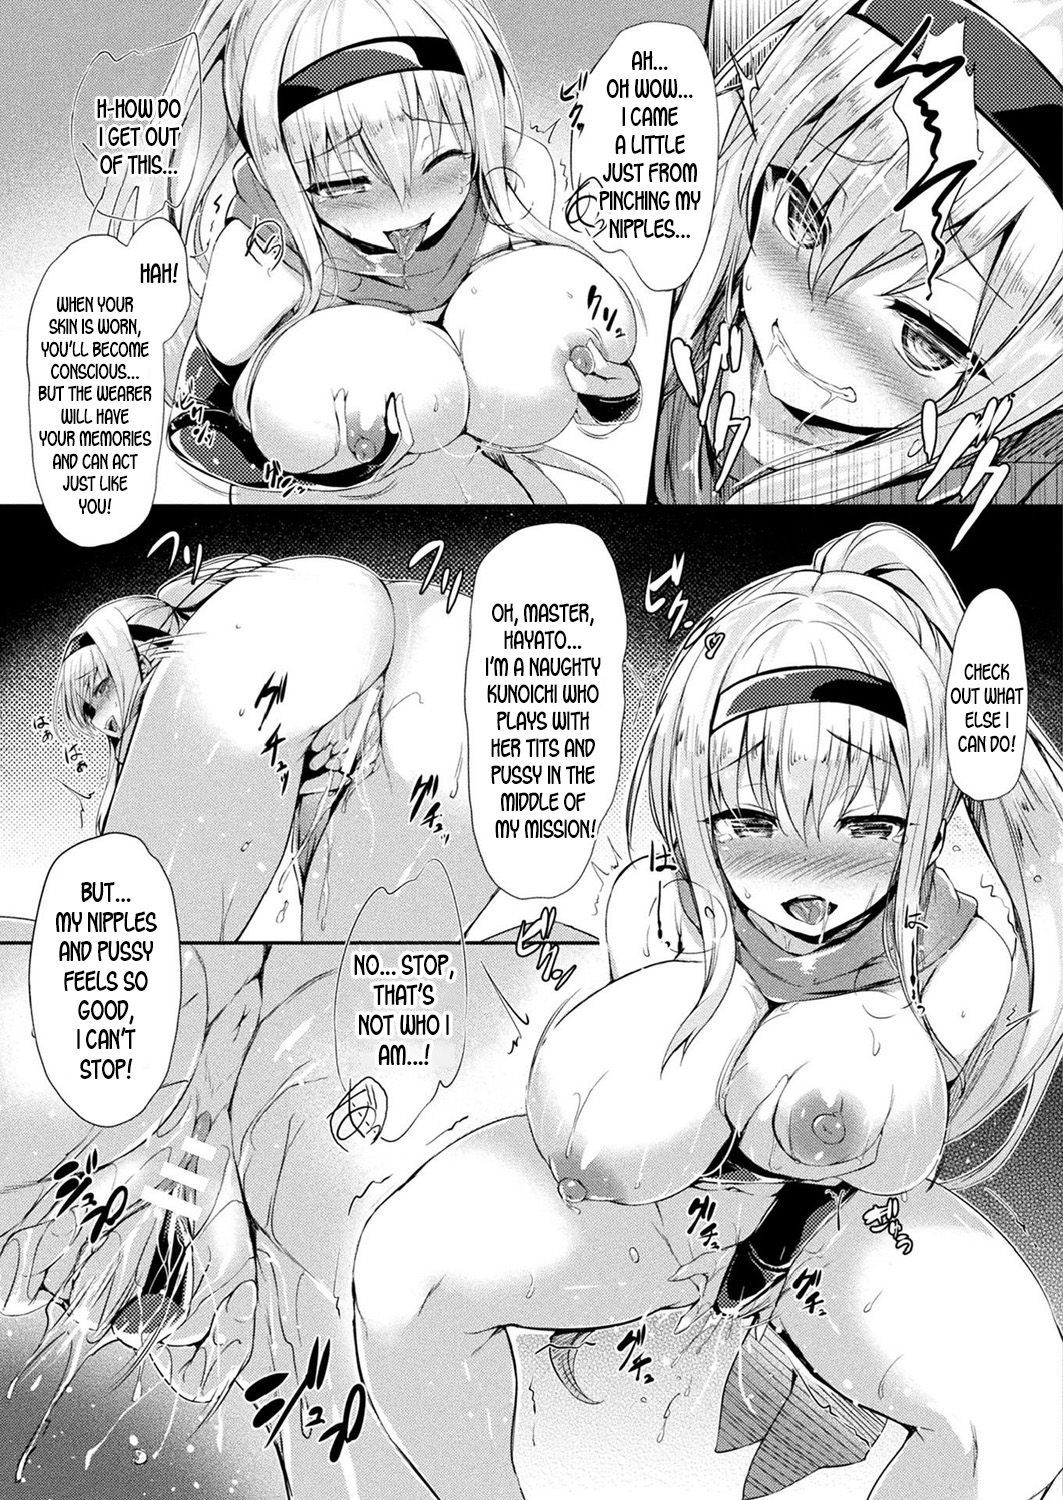 AH...
OH WOW...
I CAME
A LITTLE
JUST FROM
PINCHING MY
NIPPLES...
H-HOW DO
I GET OUT
OF THIS...
HAH!
WHEN YOUR
SKIN IS WORN,
YOU'LL BECOME
CONSCIOUS...
BUT THE WEARER
WILL HAVE
YOUR MEMORIES
AND CAN ACT
JUST LIKE
YOU!
CHECK
OUT WHAT
ELSE I
CAN DO!
OH, MASTER,
HAYATO...
I'M A NAUGHTY
KUNOICHI WHO
PLAYS WITH
HER TITS AND
PUSSY IN THE
MIDDLE OF
MY MISSION!
NO... STOP,
THAT'S
NOT WHO I
AM...!
BUT...
MY NIPPLES
AND PUSSY
FEELS SO
GOOD,
I CAN'T
STOP!